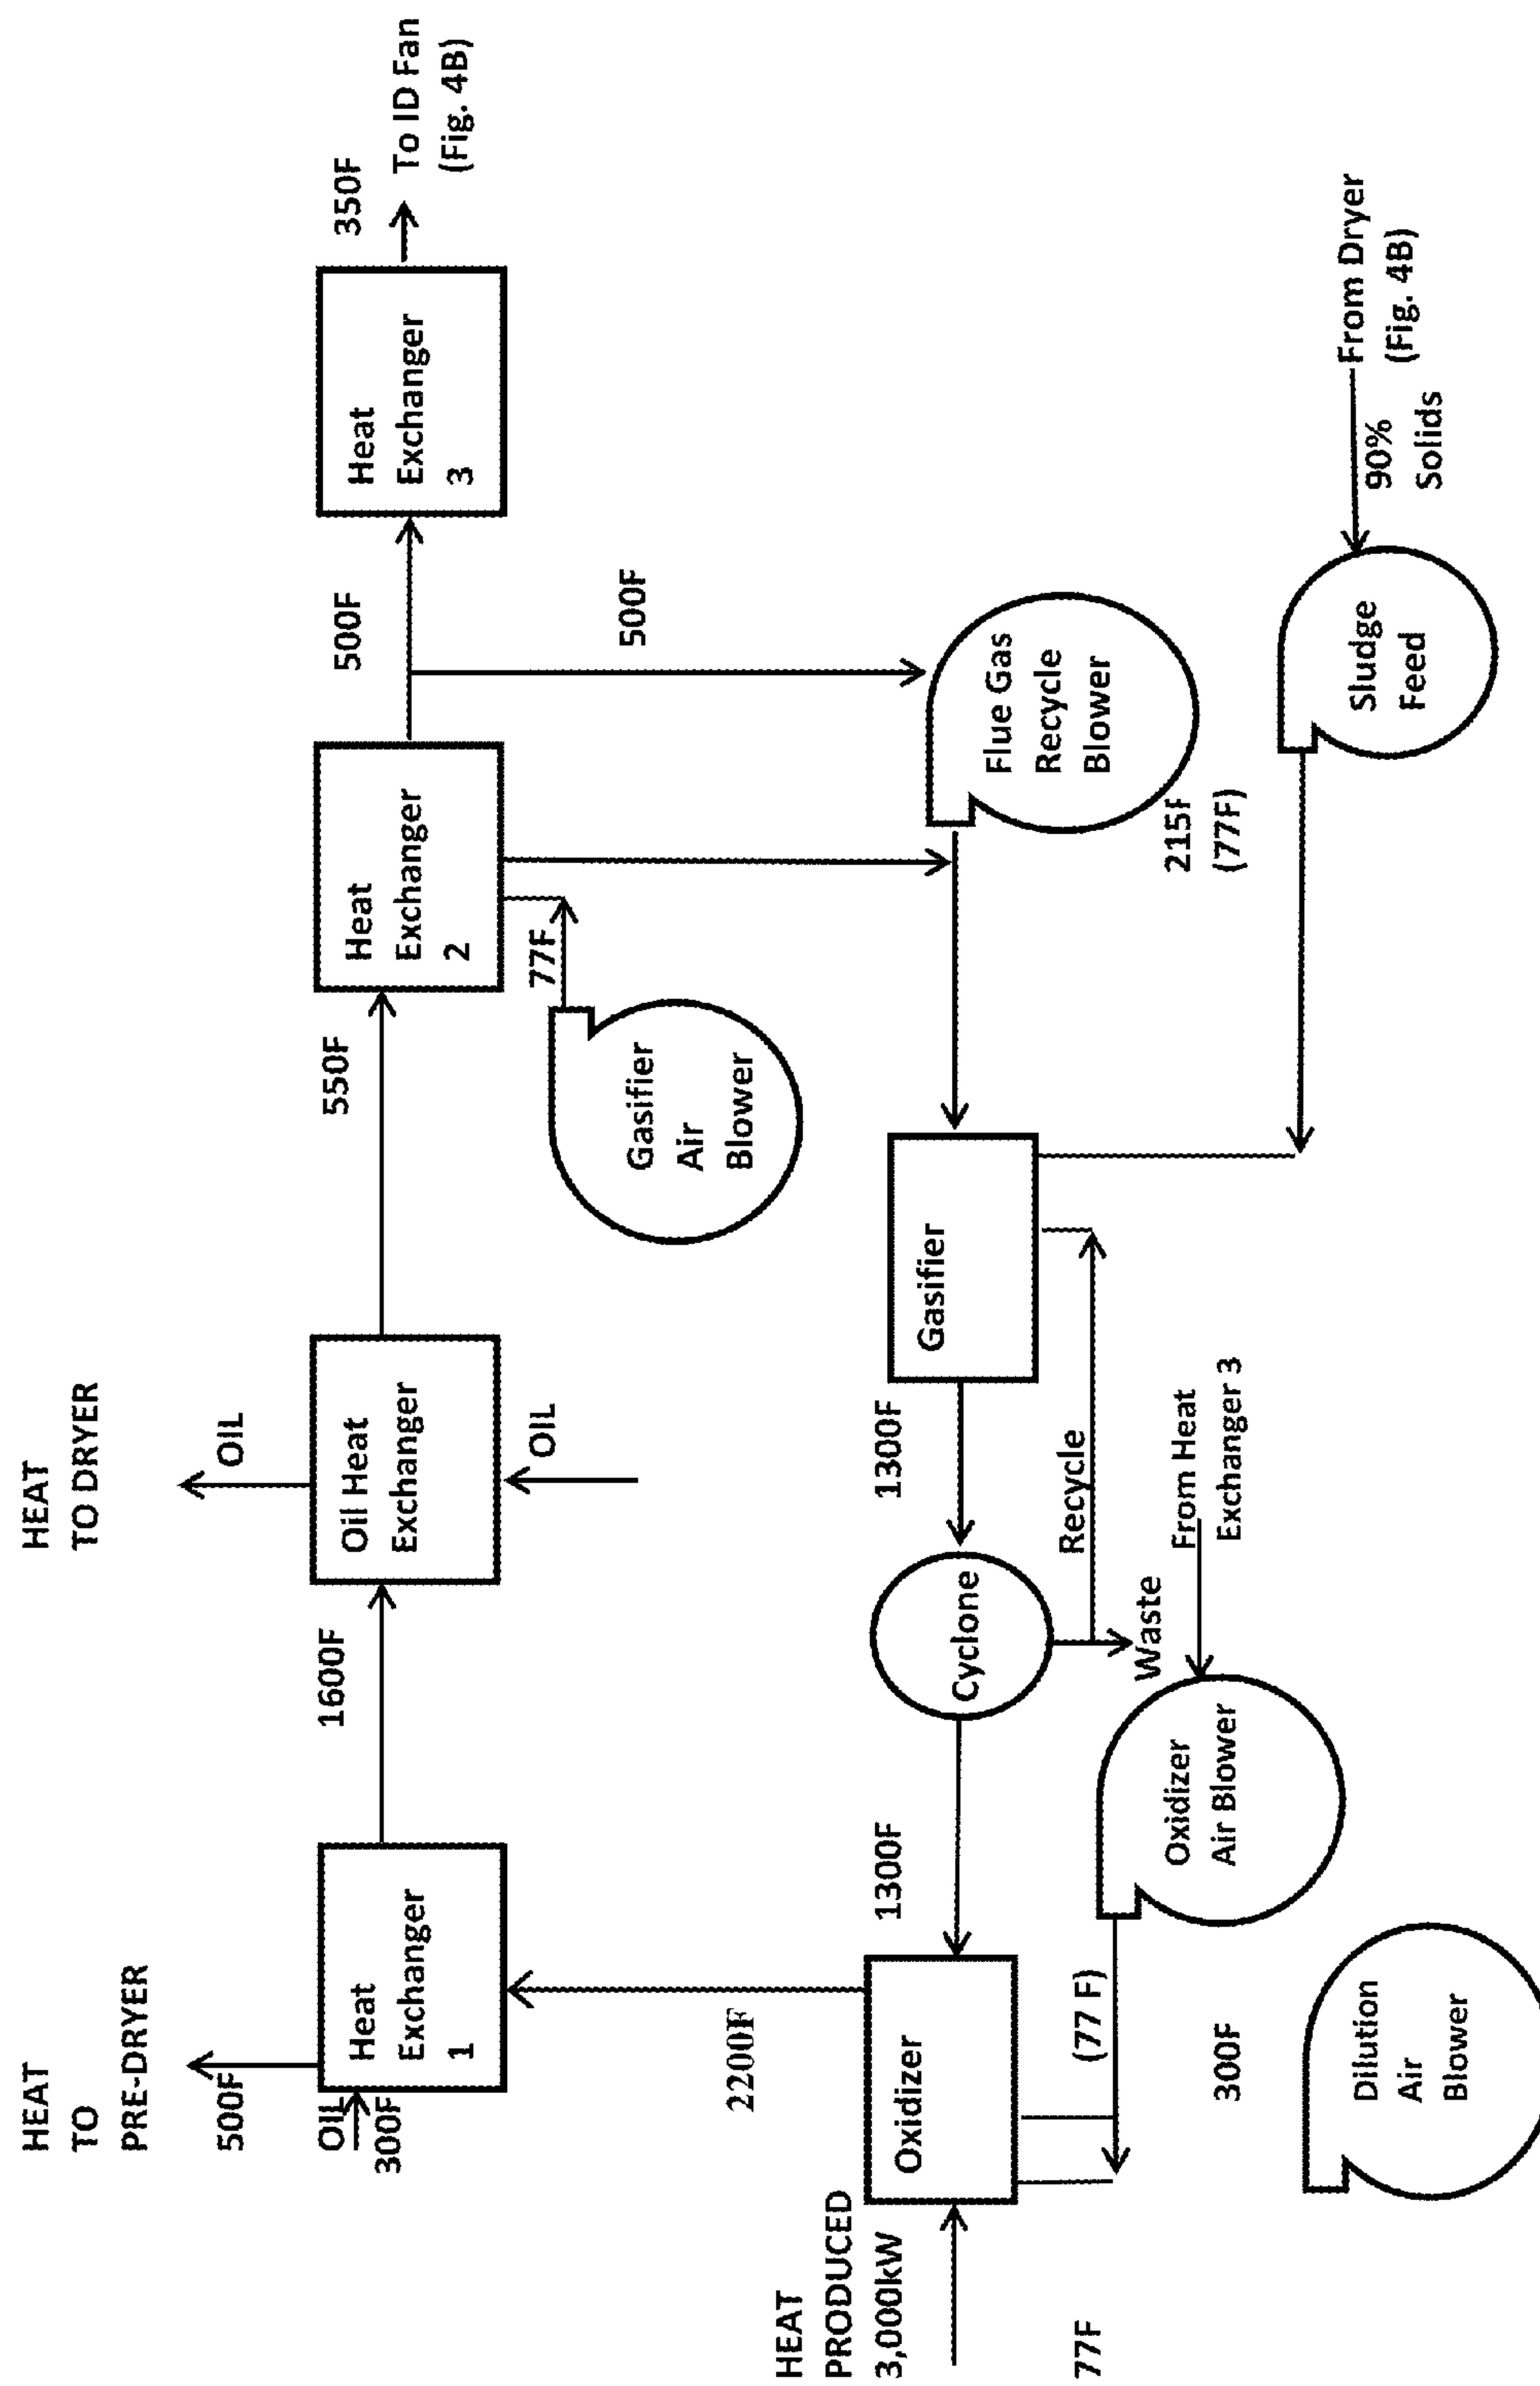 HEAT
TO
PRE-DRYER
500F
OIL
300F
Heat
Exchanger
1
1600F
HEAT
TO DRYER
OIL
Oil Heat
Exchanger
OIL
550F
Heat
Exchanger
2
77F
Gasifier
Air
Blower
500F
500F
Heat
Exchanger
3
350F
To ID Fan
(Fig. 4B)
2200F
HEAT
PRODUCED
3,000kW
77F
Oxidizer
(77 F)
300F
1300F
Cyclone
1300F
Recycle
Waste
From Heat
Exchanger 3
Oxidizer
Air Blower
Dilution
Air
Blower
Gasifier
Flue Gas
Recycle
Blower
215F
(77F)
Sludge
Feed
From Dryer
(Fig. 4B)
90%
Solids